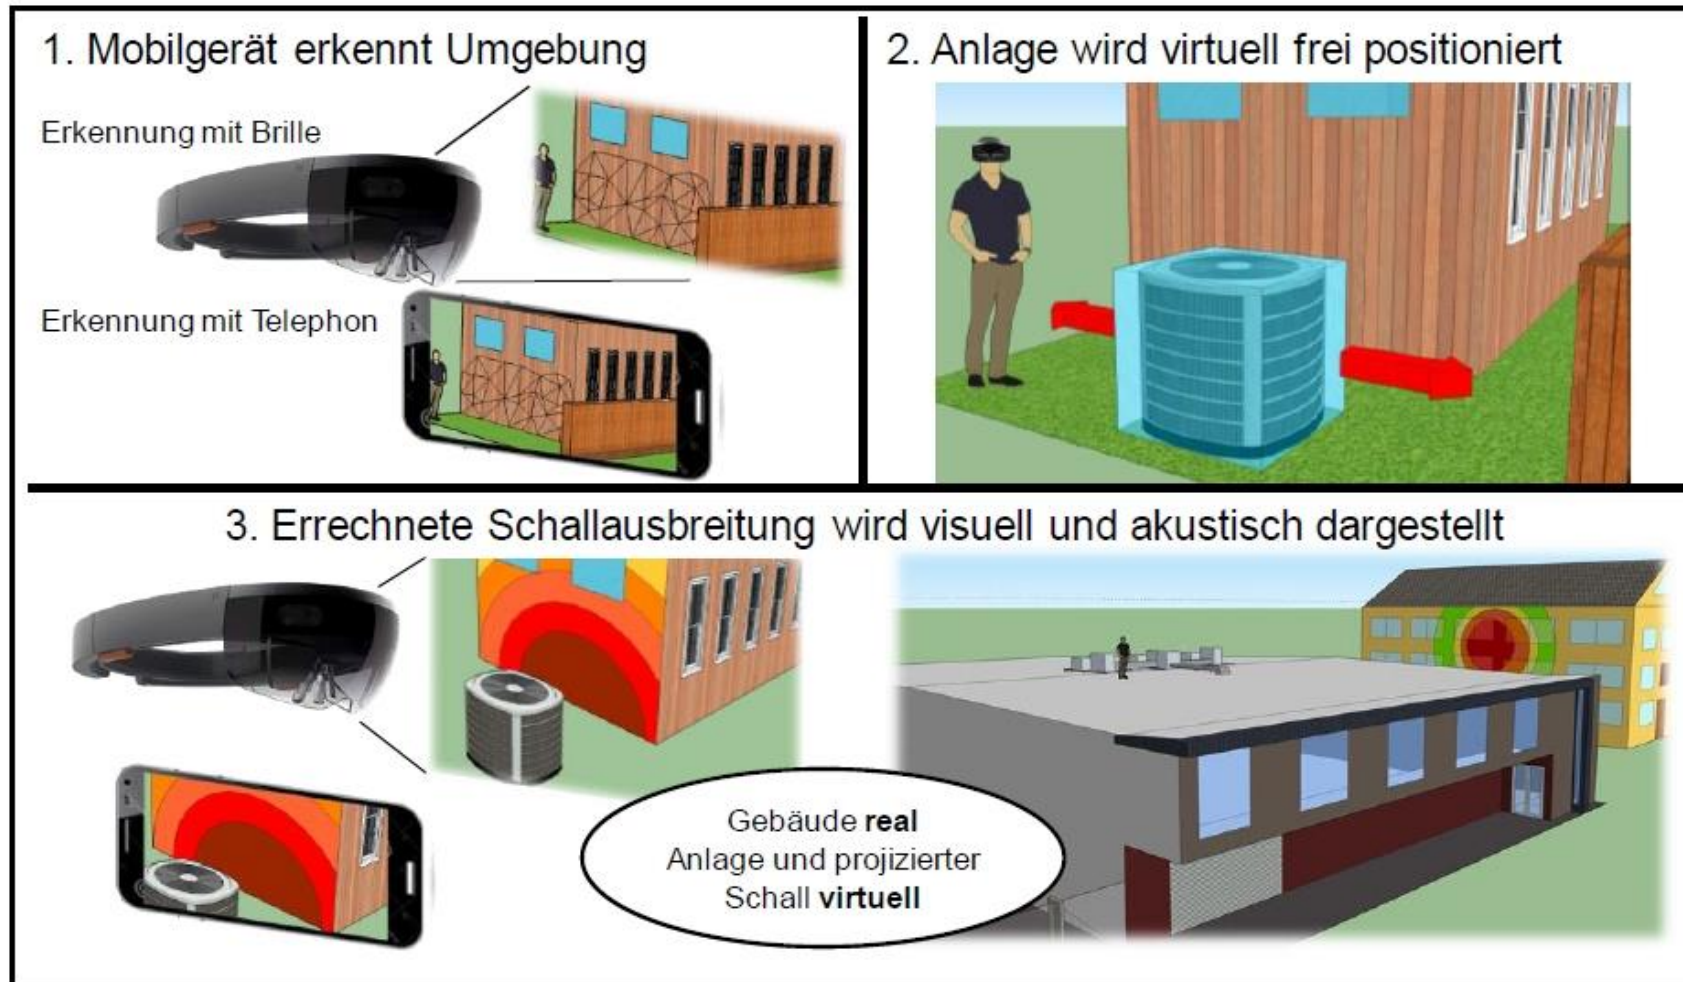 1. Mobilgerät erkennt Umgebung
Erkennung mit Brille
Erkennung mit Telephon
2. Anlage wird virtuell frei positioniert
3. Errechnete Schallausbreitung wird visuell und akustisch dargestellt
Gebäude real
Anlage und projizierter
Schall virtuell